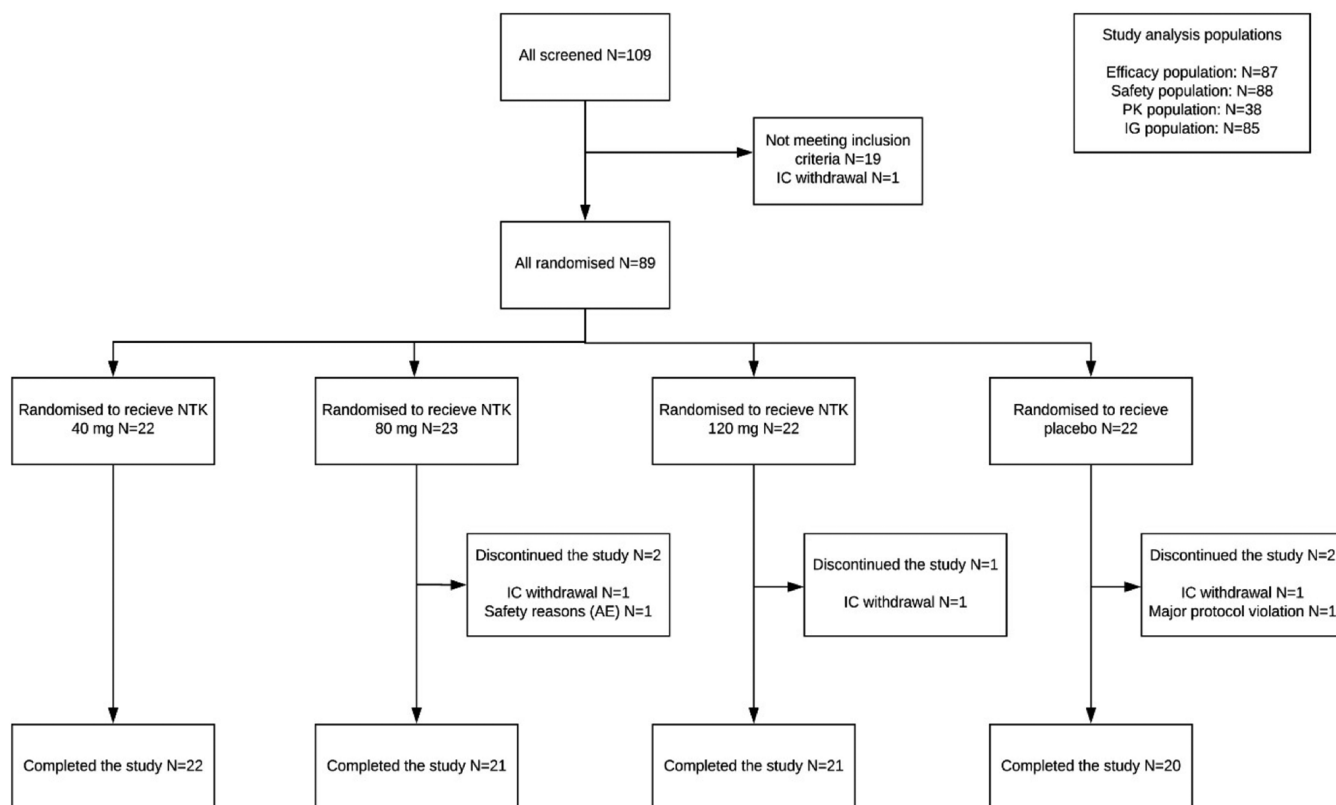 All screened N=109
Study analysis populations
Efficacy population: N=87
Safety population: N=88
PK population: N=38
IG population: N=85
Not meeting inclusion
criteria N=19
IC withdrawal N=1
All randomised N=89
Randomised to recieve NTK
40 mg N=22
Randomised to recieve NTK
80 mg N=23
Randomised to recieve NTK
120 mg N=22
Randomised to recieve
placebo N=22
Discontinued the study N=2
IC withdrawal N=1
Safety reasons (AE) N=1
Discontinued the study N=1
IC withdrawal N=1
Discontinued the study N=2
IC withdrawal N=1
Major protocol violation N=1
Completed the study N=22
Completed the study N=21
Completed the study N=21
Completed the study N=20